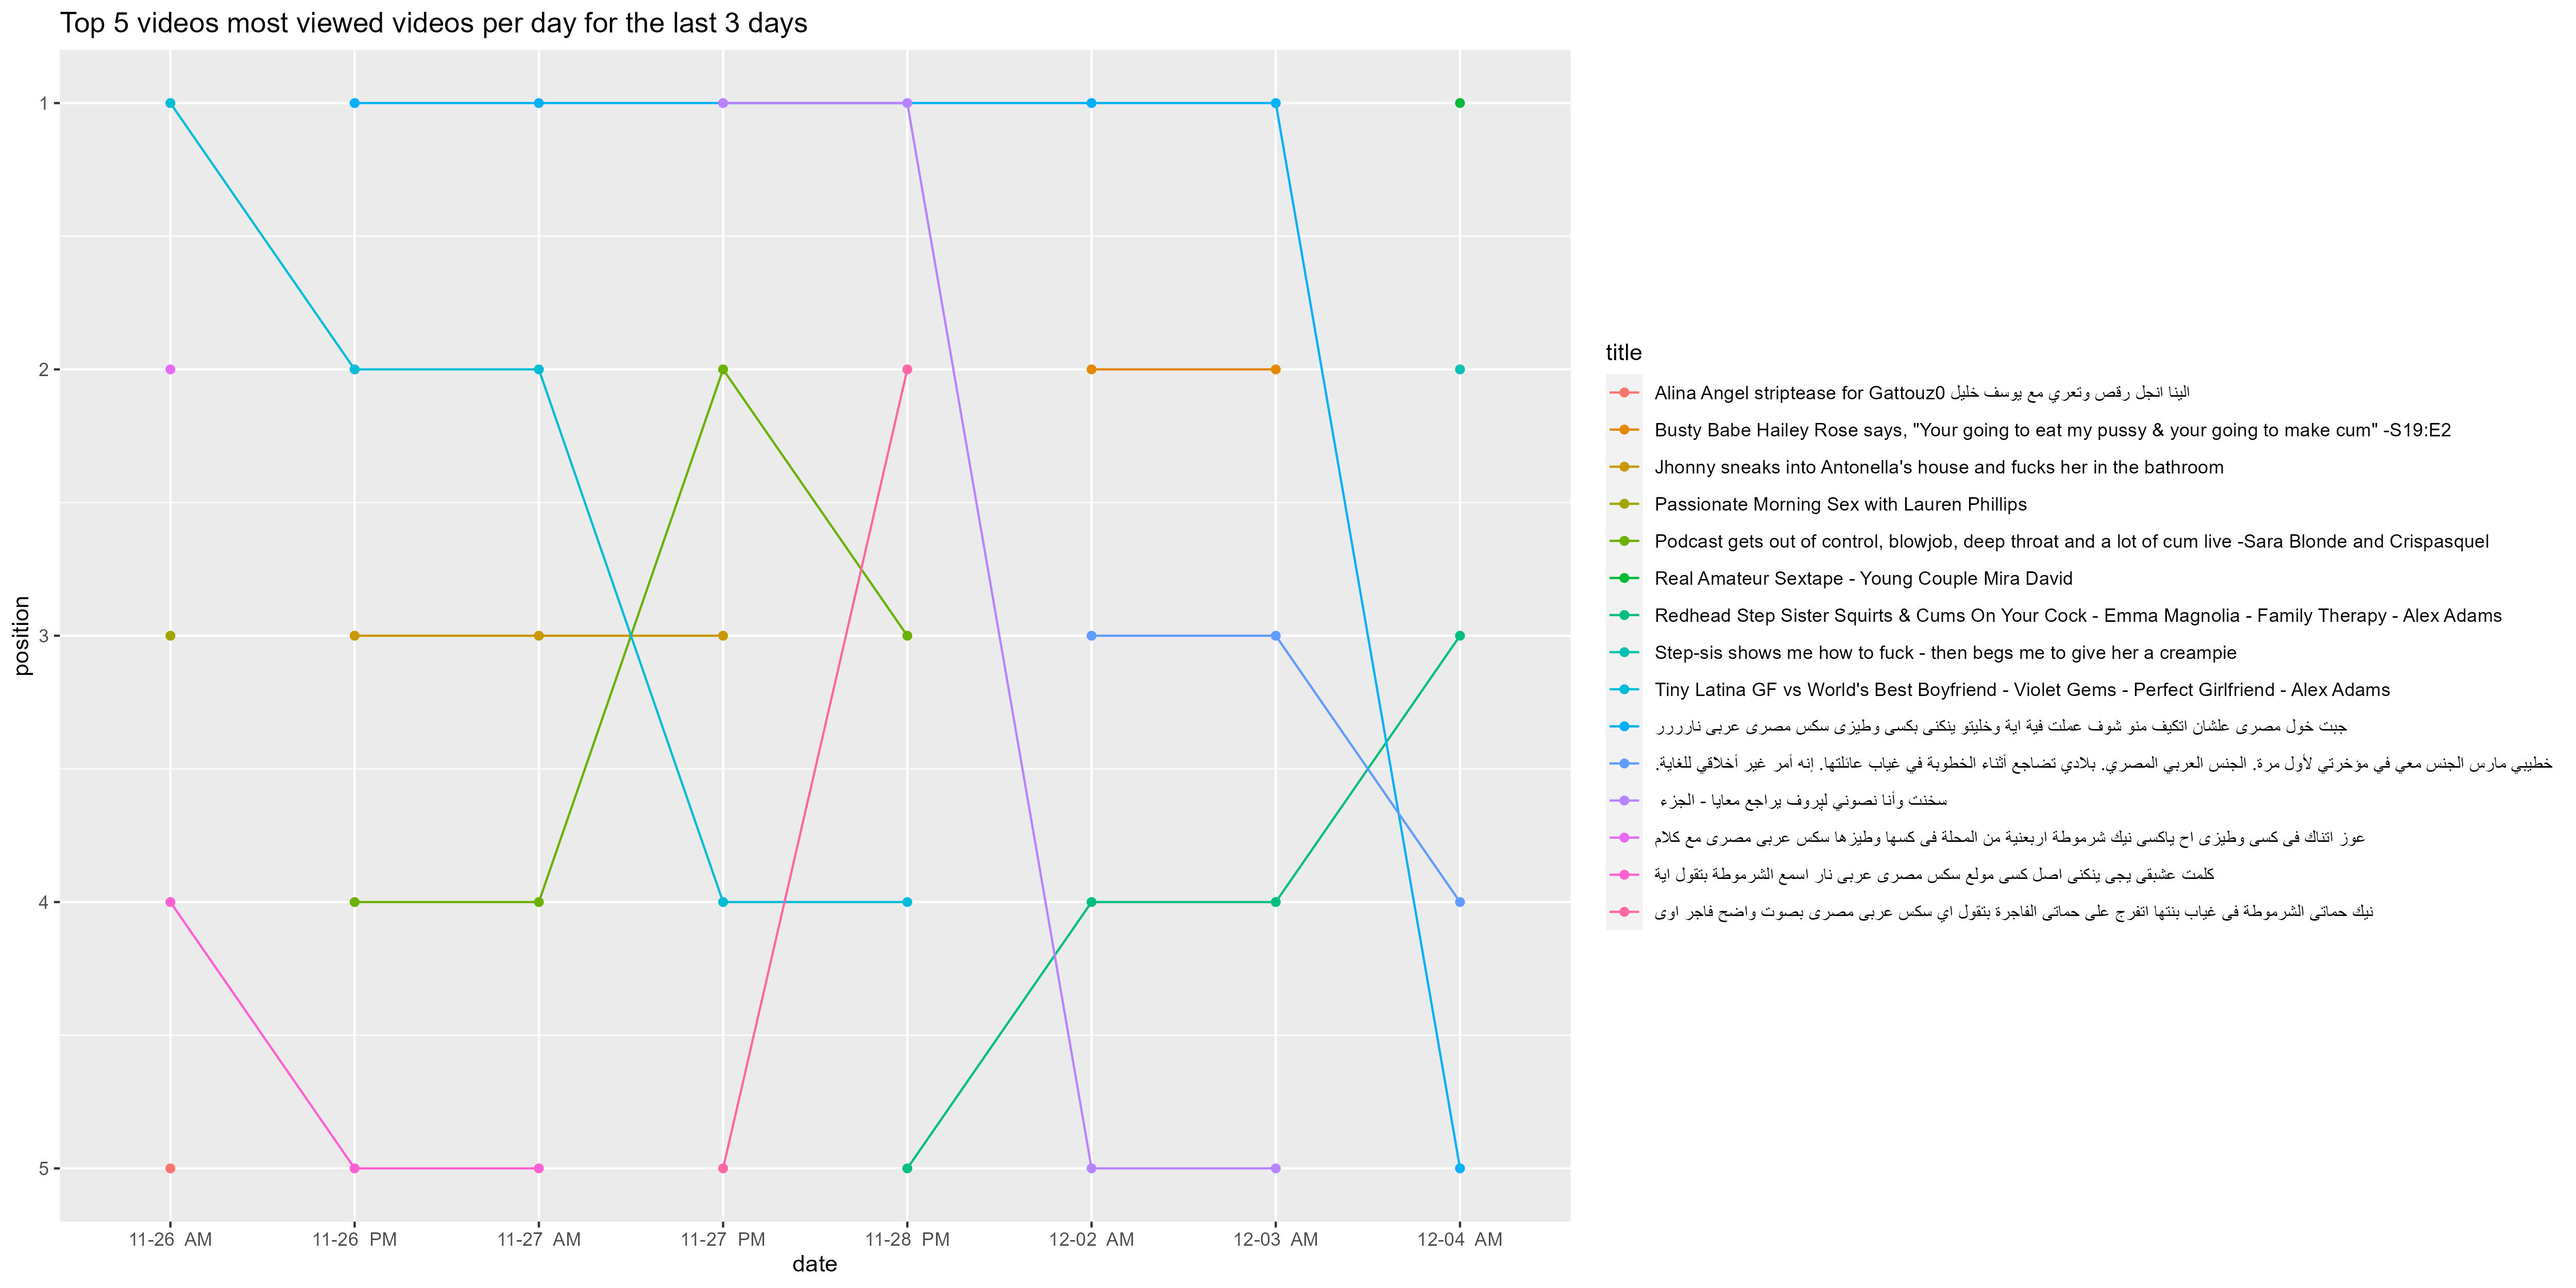 Top 5 videos most viewed videos per day for the last 3 days
position
1
2
3
4
5
11-26 AM
11-26 PM
11-27 AM
11-27 PM
11-28 PM
12-02 AM
12-03 AM
12-04 AM
date
title
Alina Angel striptease for Gattouz0 الينا انجل رقص وتعري مع يوسف خليل
Busty Babe Hailey Rose says, "Your going to eat my pussy & your going to make cum" -S19:E2
Jhonny sneaks into Antonella's house and fucks her in the bathroom
Passionate Morning Sex with Lauren Phillips
Podcast gets out of control, blowjob, deep throat and a lot of cum live -Sara Blonde and Crispasquel
Real Amateur Sextape - Young Couple Mira David
Redhead Step Sister Squirts & Cums On Your Cock - Emma Magnolia - Family Therapy - Alex Adams
Step-sis shows me how to fuck - then begs me to give her a creampie
Tiny Latina GF vs World's Best Boyfriend - Violet Gems - Perfect Girlfriend - Alex Adams
جبت خول مصرى علشان اتكيف منو شوف عملت فية اية وخليتو ينكنى بكسى وطيزى سكس مصرى عربى نارررر
خطيبي مارس الجنس معي في مؤخرتي لأول مرة. الجنس العربي المصري. بلادي تضاجع أثناء الخطوبة في غياب عائلتها. إنه أمر غير أخلاقي للغاية.
سخنت وأنا نصوني لپروف يراجع معايا - الجزء
عوز اتناك فى كسى وطيزى اح ياكسى نيك شرموطة اربعنية من المحلة فى كسها وطيزها سكس عربى مصرى مع كلام
كلمت عشيقى يجى ينكنى اصل كسى مولع سكس مصرى عربى نار اسمع الشرموطة بتقول اية
نيك حماتى الشرموطة فى غياب بنتها اتفرج على حماتى الفاجرة بتقول اي سكس عربى مصرى بصوت واضح فاجر اوى